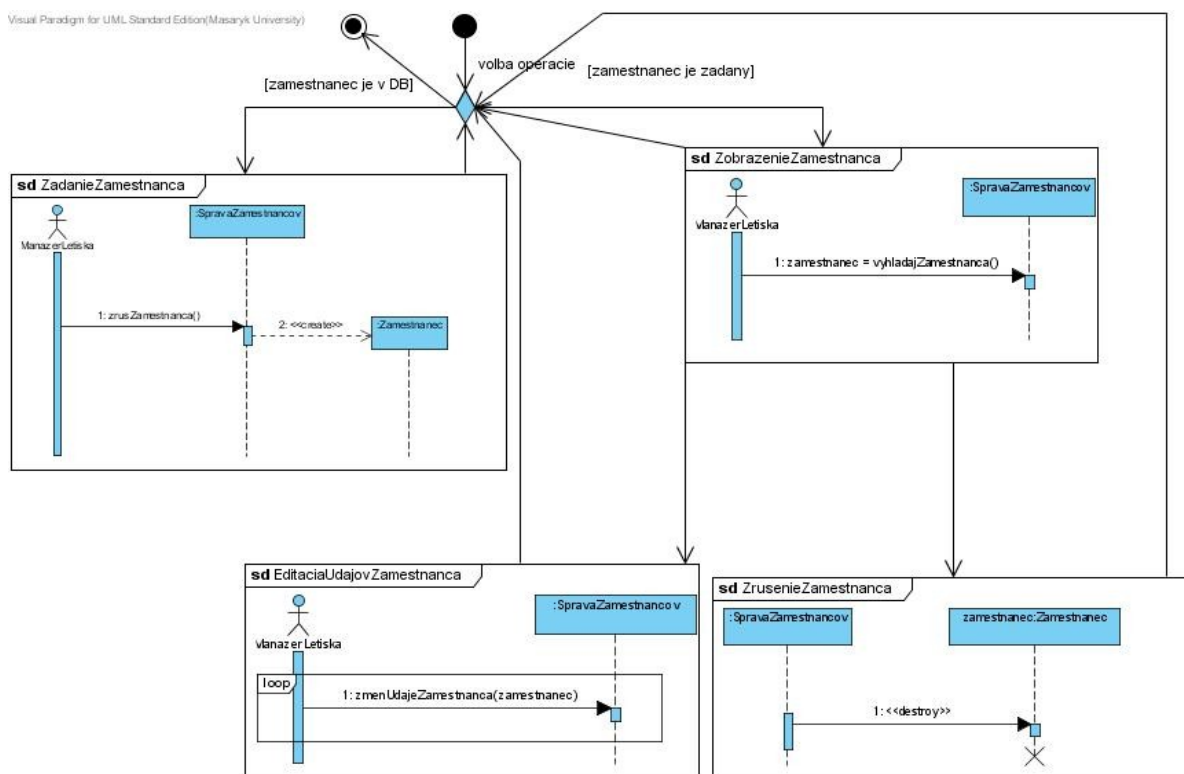 Visual Paradigm for UML Standard Edition(Masaryk University)
volba operacie
[zamestnanec je zadany]
[zamestnanec je v DB]
sd ZobrazenieZamestnanca
sd ZadanieZamestnanca
:SpravaZamestnancov
ManazerLetiska
1: zrusZamestnanca()
2: <<create>>
:Zamestnanec
:SpravaZamestnancov
ManazerLetiska
1: zamestnanec = vyhladajZamestnanca()
sd EditaciaUdajovZamestnanca
:SpravaZamestnancov
ManazerLetiska
loop
1: zmenUdajeZamestnanca(zamestnanec)
sd ZrusenieZamestnanca
:SpravaZamestnancov
zamestnanec:Zamestnanec
1: <<destroy>>